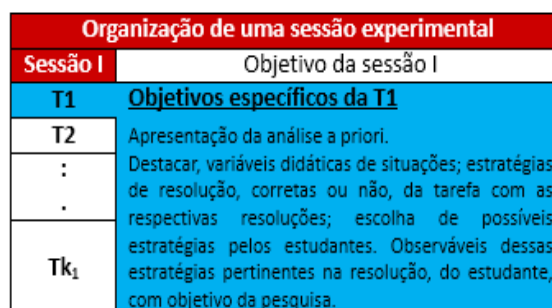 Organização de uma sessão experimental
Sessão I
Objetivo da sessão I
T1
Objetivos específicos da T1
T2
:
.
Tk₁
Apresentação da análise a priori.
Destacar, variáveis didáticas de situações; estratégias
de resolução, corretas ou não, da tarefa com as
respectivas resoluções; escolha de possíveis
estratégias pelos estudantes. Observáveis dessas
estratégias pertinentes na resolução, do estudante,
com objetivo da pesquisa.